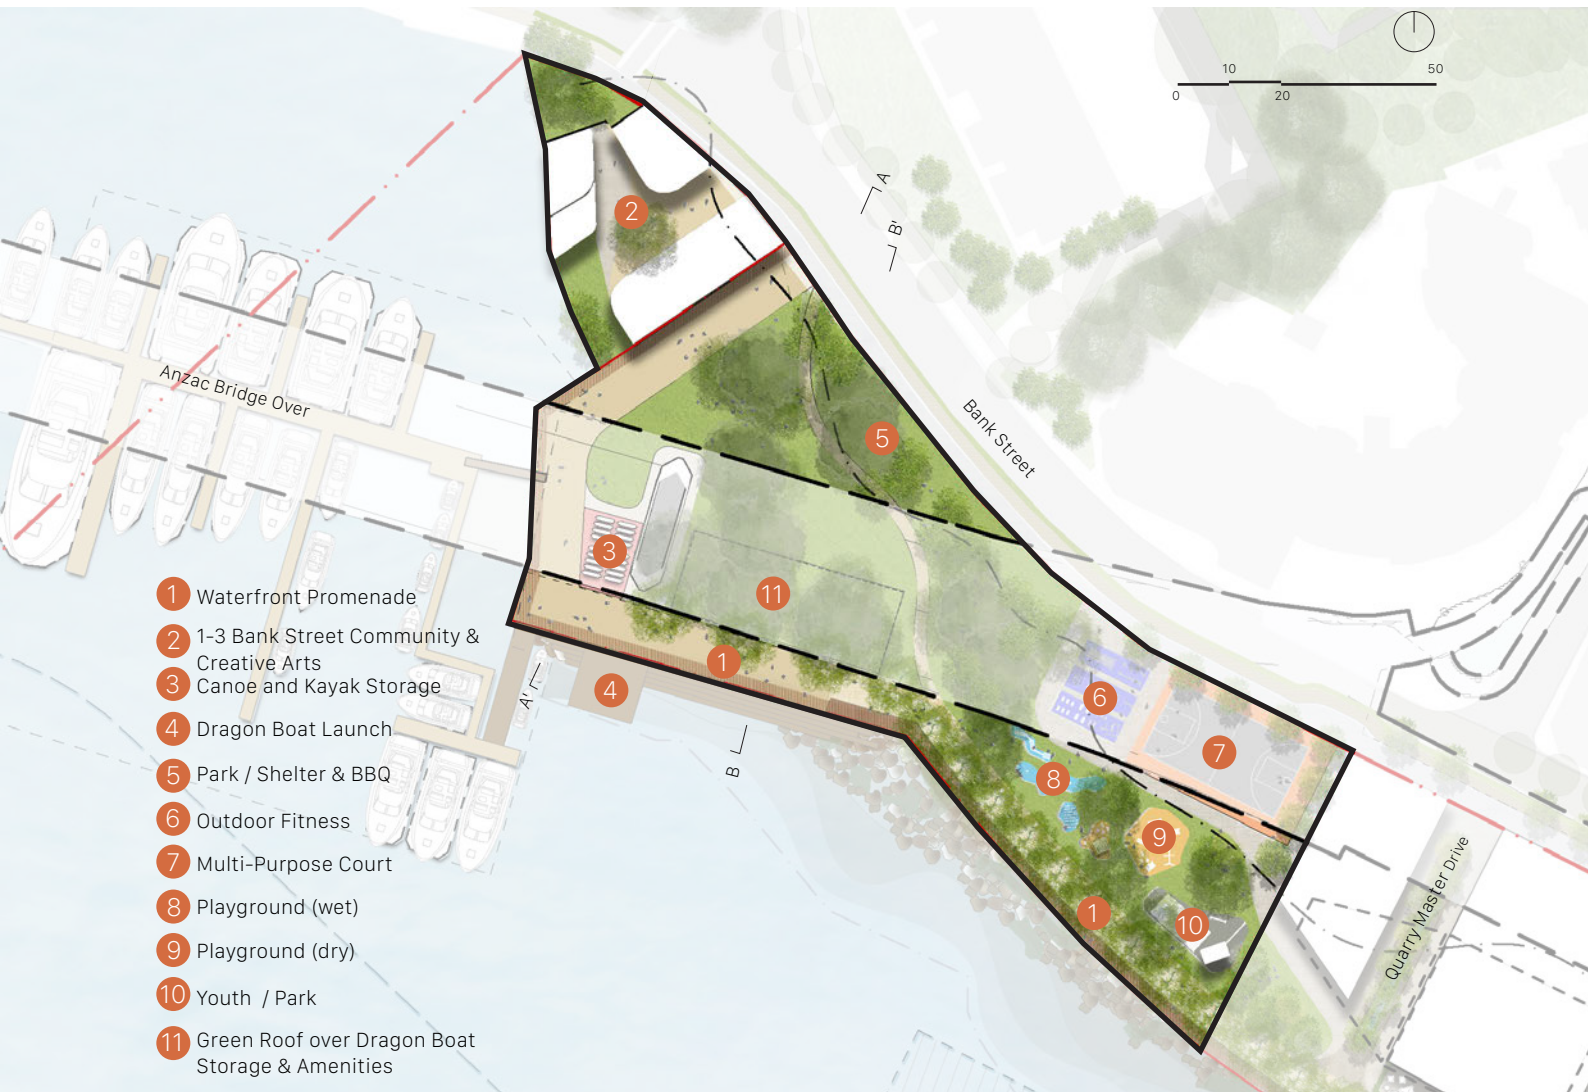 10 50
0 20
A
B'
2
Anzac Bridge Over
Bank Street
5
3
11
1
4
A'
B
6
7
8
9
1
10
Quarry Master Drive
1 Waterfront Promenade
2 1-3 Bank Street Community &
Creative Arts
3 Canoe and Kayak Storage
4 Dragon Boat Launch
5 Park / Shelter & BBQ
6 Outdoor Fitness
7 Multi-Purpose Court
8 Playground (wet)
9 Playground (dry)
10 Youth / Park
11 Green Roof over Dragon Boat
Storage & Amenities